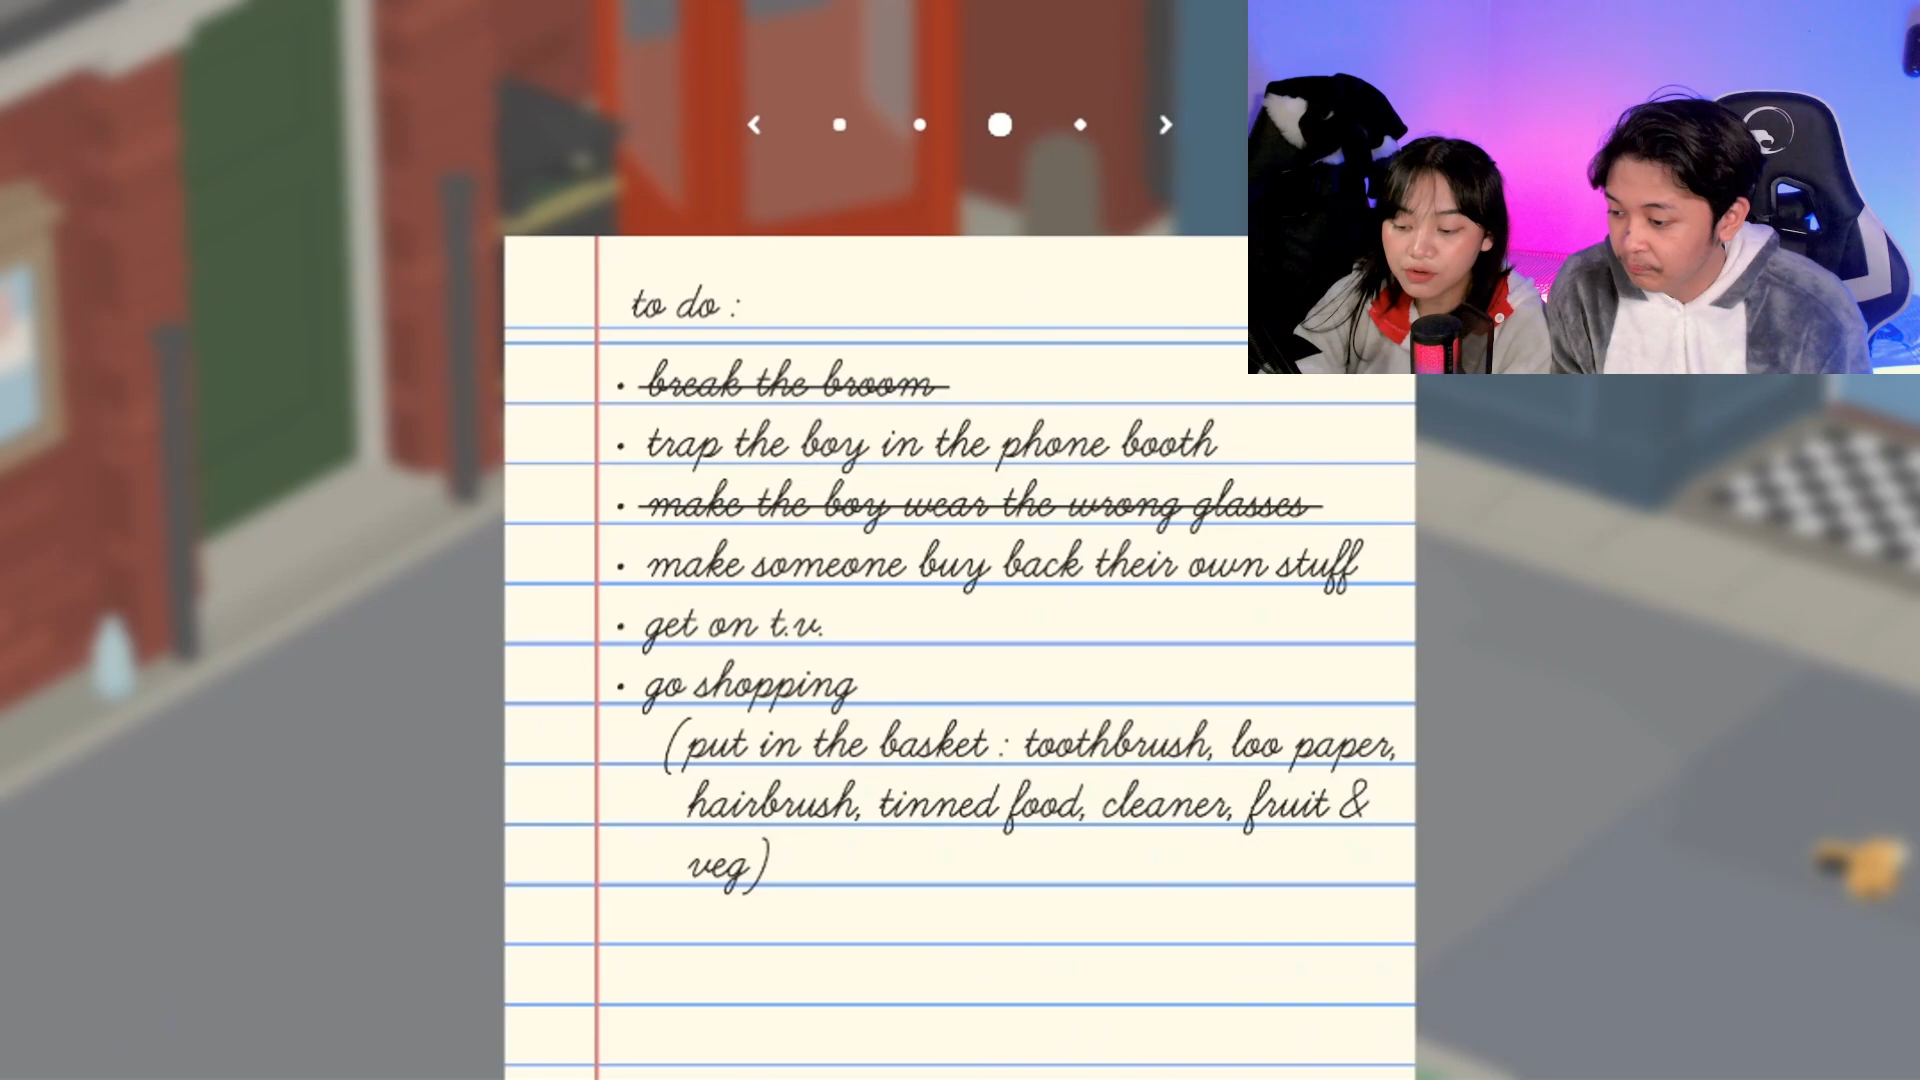 to do :
• break the broom
• trap the boy in the phone booth
• make the boy wear the wrong glasses
• make someone buy back their own stuff
• get on t.v.
• go shopping
(put in the basket : toothbrush, loo paper,
hairbrush, tinned food, cleaner, fruit &
veg)